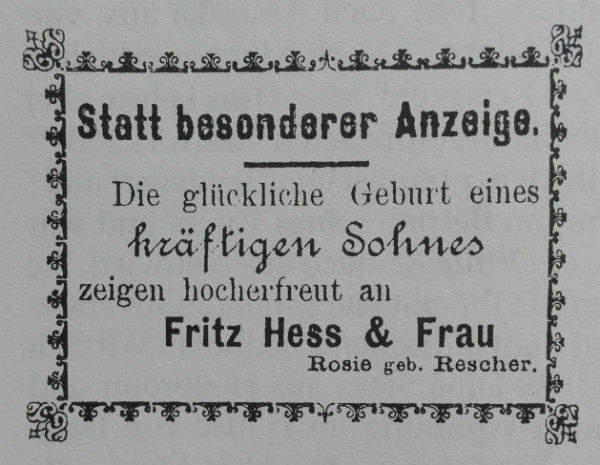 Statt besonderer Anzeige.
Die glückliche Geburt eines
kräftigen Sohnes
zeigen hocherfreut an
Fritz Hess & Frau
Rosie geb. Rescher.